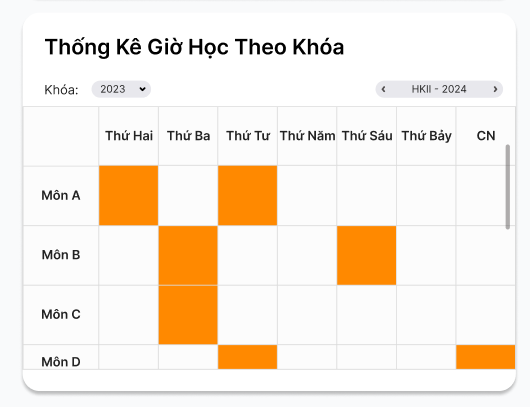 Thống Kê Giờ Học Theo Khóa
Khóa: 2023 HKII - 2024
Thứ Hai Thứ Ba Thứ Tư Thứ Năm Thứ Sáu Thứ Bảy CN
Môn A
Môn B
Môn C
Môn D